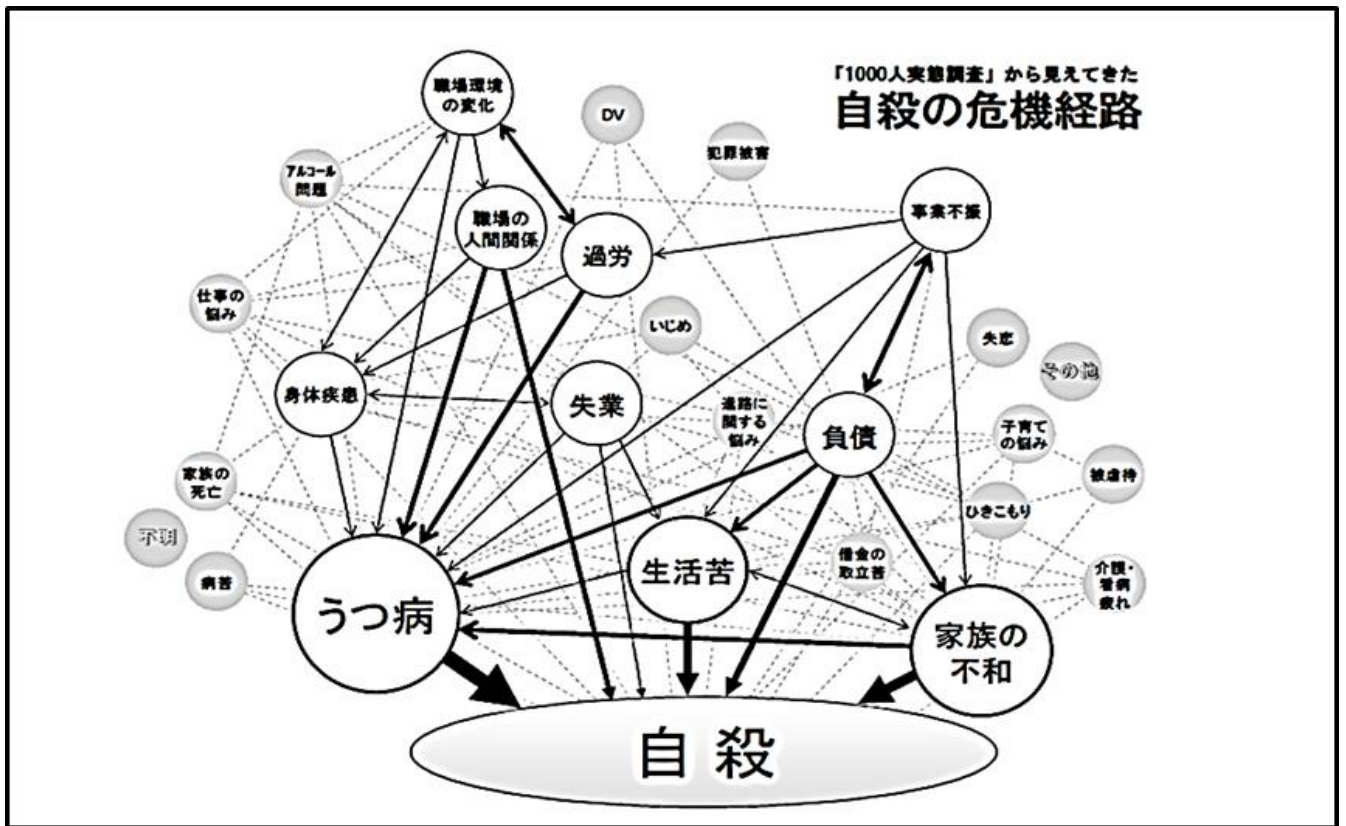 「1000人実態調査」から見えてきた
自殺の危機経路
職場環境
の変化
DV
犯罪被害
アルコール
問題
職場の
人間関係
過労
事業不振
仕事の
悩み
いじめ
失恋
その他
身体疾患
失業
進路に
関する
悩み
負債
子育て
の悩み
家族の
死亡
被虐待
ひきこもり
不明
病苦
生活苦
借金の
取立苦
介護・
看病
疲れ
うつ病
家族の
不和
自殺